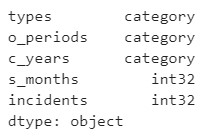 types category
o_periods category
c_years category
s_months int32
incidents int32
dtype: object